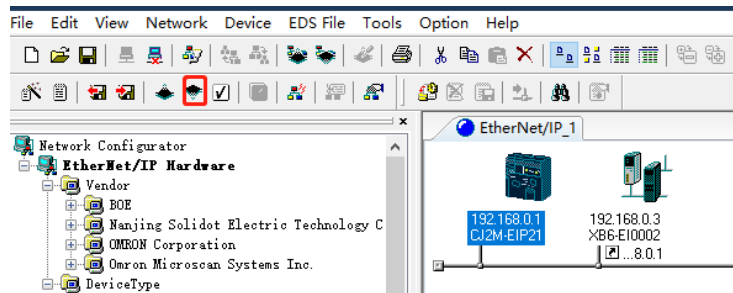 File Edit View Network Device EDS File Tools Option Help
EtherNet/IP_1
Network Configurator
EtherNet/IP Hardware
Vendor
BOE
Nanjing Solidot Electric Technology C
OMRON Corporation
Omron Microscan Systems Inc.
DeviceType
192.168.0.1
CJ2M-EIP21
192.168.0.3
XB6-EI0002
...8.0.1